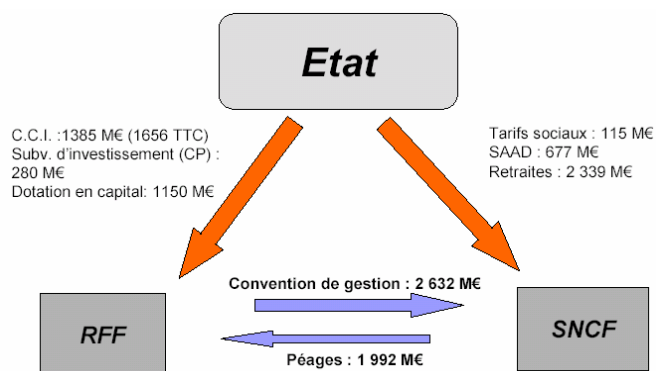 Etat
C.C.I. :1385 M€ (1656 TTC)
Subv. d'investissement (CP) :
280 M€
Dotation en capital: 1150 M€
Tarifs sociaux : 115 M€
SAAD : 677 M€
Retraites : 2 339 M€
Convention de gestion : 2 632 M€
RFF
SNCF
Péages : 1 992 M€